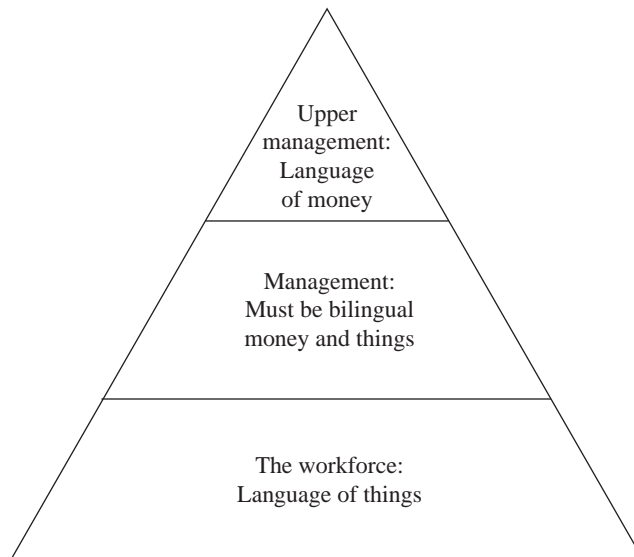 Upper
management:
Language
of money
Management:
Must be bilingual
money and things
The workforce:
Language of things